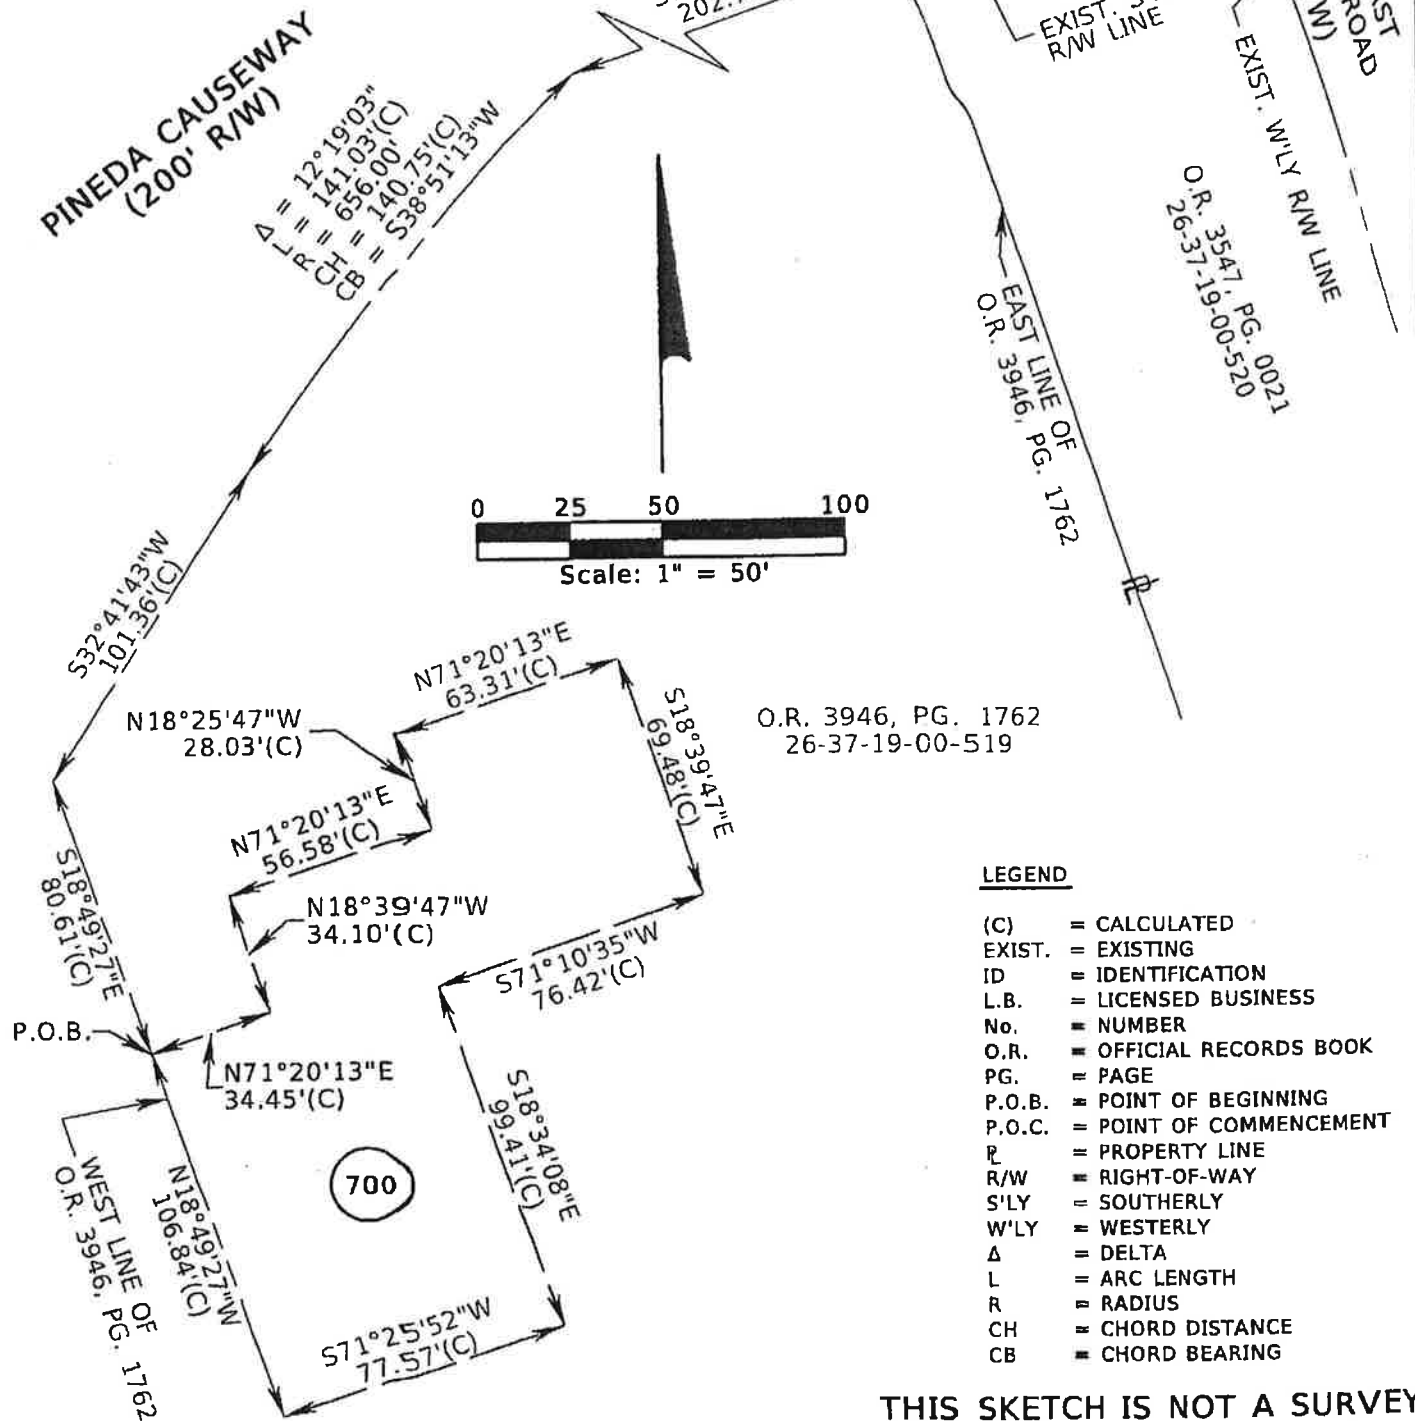 202.
PINEDA CAUSEWAY
(200' R/W)
Δ = 12°19'03"
L = 141.03'(C)
R = 656.00'
CH = 140.75'(C)
CB = S38°51'13"W
EXIST.
R/W LINE
EXIST. W'LY R/W LINE
ROAD
O.R. 3547, PG. 0021
26-37-19-00-520
EAST LINE OF
O.R. 3946, PG. 1762
0 25 50 100
Scale: 1" = 50'
PL
S32°41'43"W
101.36'(C)
N71°20'13"E
63.31'(C)
N18°25'47"W
28.03'(C)
S18°39'47"E
69.48'(C)
O.R. 3946, PG. 1762
26-37-19-00-519
N71°20'13"E
56.58'(C)
S18°49'27"E
80.61'(C)
N18°39'47"W
34.10'(C)
S71°10'35"W
76.42'(C)
P.O.B.
N71°20'13"E
34.45'(C)
S18°34'08"E
99.41'(C)
700
WEST LINE OF
O.R. 3946, PG. 1762
N18°49'27"W
106.84'(C)
S71°25'52"W
77.57'(C)
LEGEND
(C) = CALCULATED
EXIST. = EXISTING
ID = IDENTIFICATION
L.B. = LICENSED BUSINESS
No. = NUMBER
O.R. = OFFICIAL RECORDS BOOK
PG. = PAGE
P.O.B. = POINT OF BEGINNING
P.O.C. = POINT OF COMMENCEMENT
PL = PROPERTY LINE
R/W = RIGHT-OF-WAY
S'LY = SOUTHERLY
W'LY = WESTERLY
Δ = DELTA
L = ARC LENGTH
R = RADIUS
CH = CHORD DISTANCE
CB = CHORD BEARING
THIS SKETCH IS NOT A SURVEY